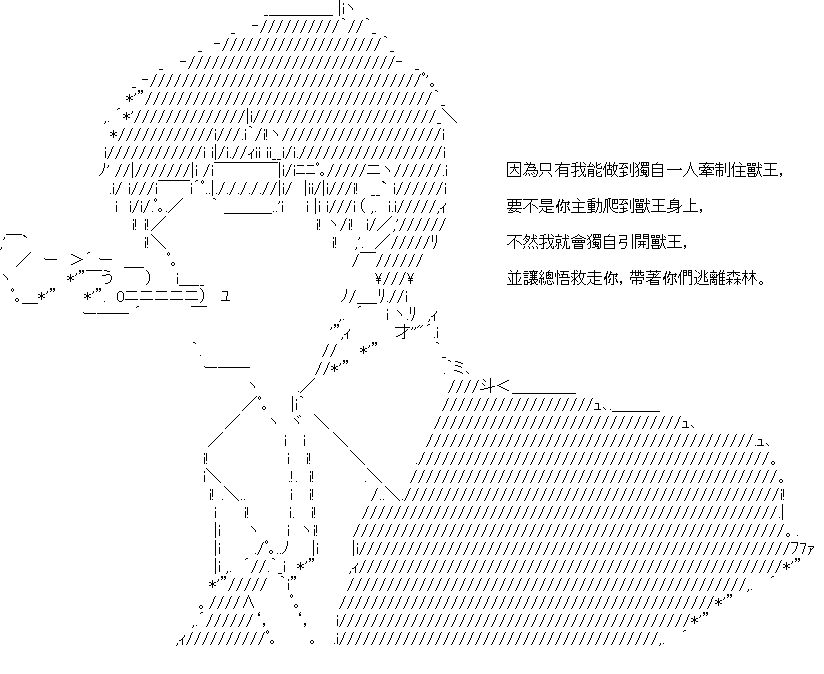 因為只有我能做到獨自一人牽制住獸王，
要不是你主動爬到獸王身上，
不然我就會獨自引開獸王，
並讓總悟救走你，帶著你們逃離森林。